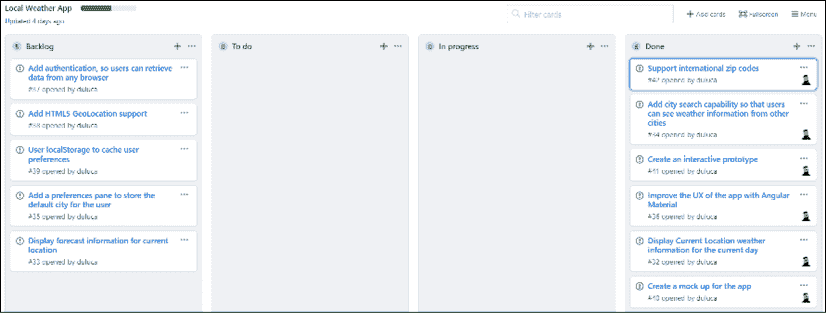 Local Weather App
Updated 4 days ago
Filter cards
Add cards
Fullscreen
Menu
5 Backlog
Add authentication, so users can retrieve
data from any browser
#37 opened by duluca
Add HTML5 GeoLocation support
#38 opened by duluca
User localStorage to cache user
preferences
#39 opened by duluca
Add a preferences pane to store the
default city for the user
#35 opened by duluca
Display forecast information for current
location
#33 opened by duluca
0 To do
0 In progress
Done
Support international zip codes
#42 opened by duluca
Add city search capability so that users
can see weather information from other
cities
#34 opened by duluca
Create an interactive prototype
#41 opened by duluca
Improve the UX of the app with Angular
Material
#36 opened by duluca
Display Current Location weather
information for the current day
#32 opened by duluca
Create a mock up for the app
#40 opened by duluca